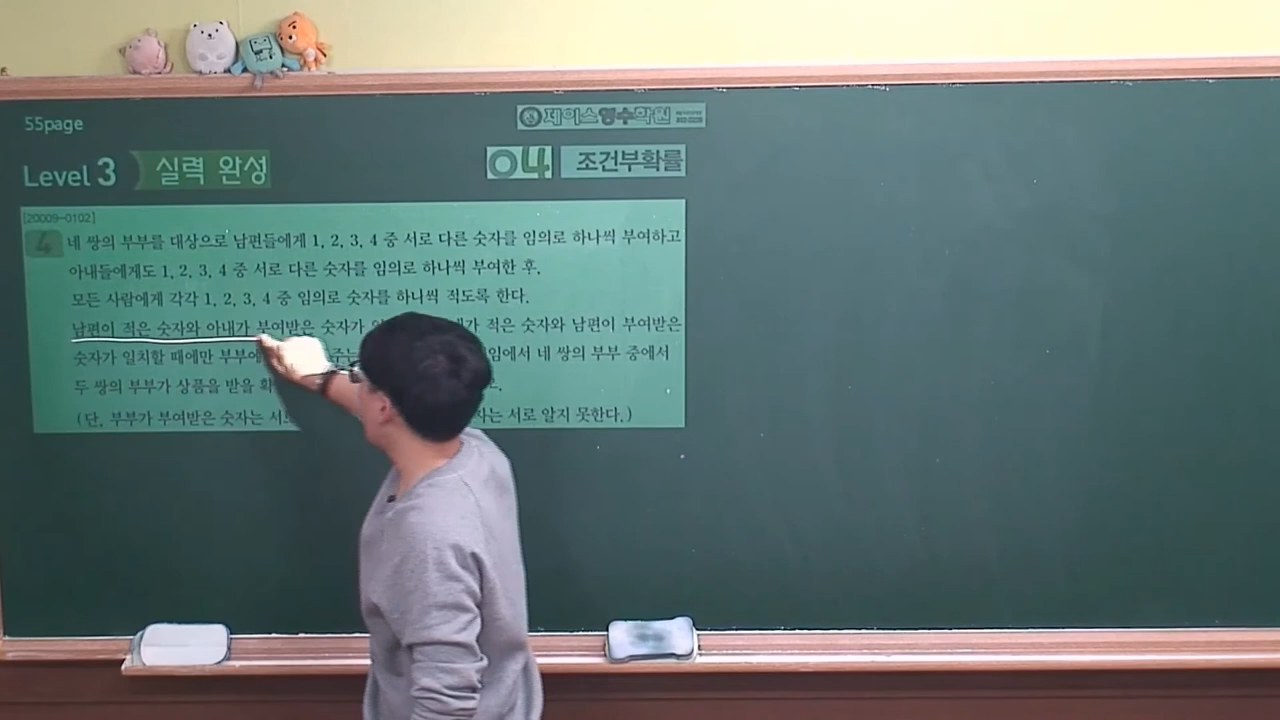 55page
제이스영수학원
Level 3 실력 완성
04 조건부확률
[20009-0102]
4 네 쌍의 부부를 대상으로 남편들에게 1, 2, 3, 4 중 서로 다른 숫자를 임의로 하나씩 부여하고
아내들에게도 1, 2, 3, 4 중 서로 다른 숫자를 임의로 하나씩 부여한 후,
모든 사람에게 각각 1, 2, 3, 4 중 임의로 숫자를 하나씩 적도록 한다.
남편이 적은 숫자와 아내가 부여받은 숫자가 적은 숫자와 남편이 부여받은
숫자가 일치할 때에만 부부에 주는 네 쌍의 부부 중에서
두 쌍의 부부가 상품을 받을
(단, 부부가 부여받은 숫자는 서로 알지 못한다.)